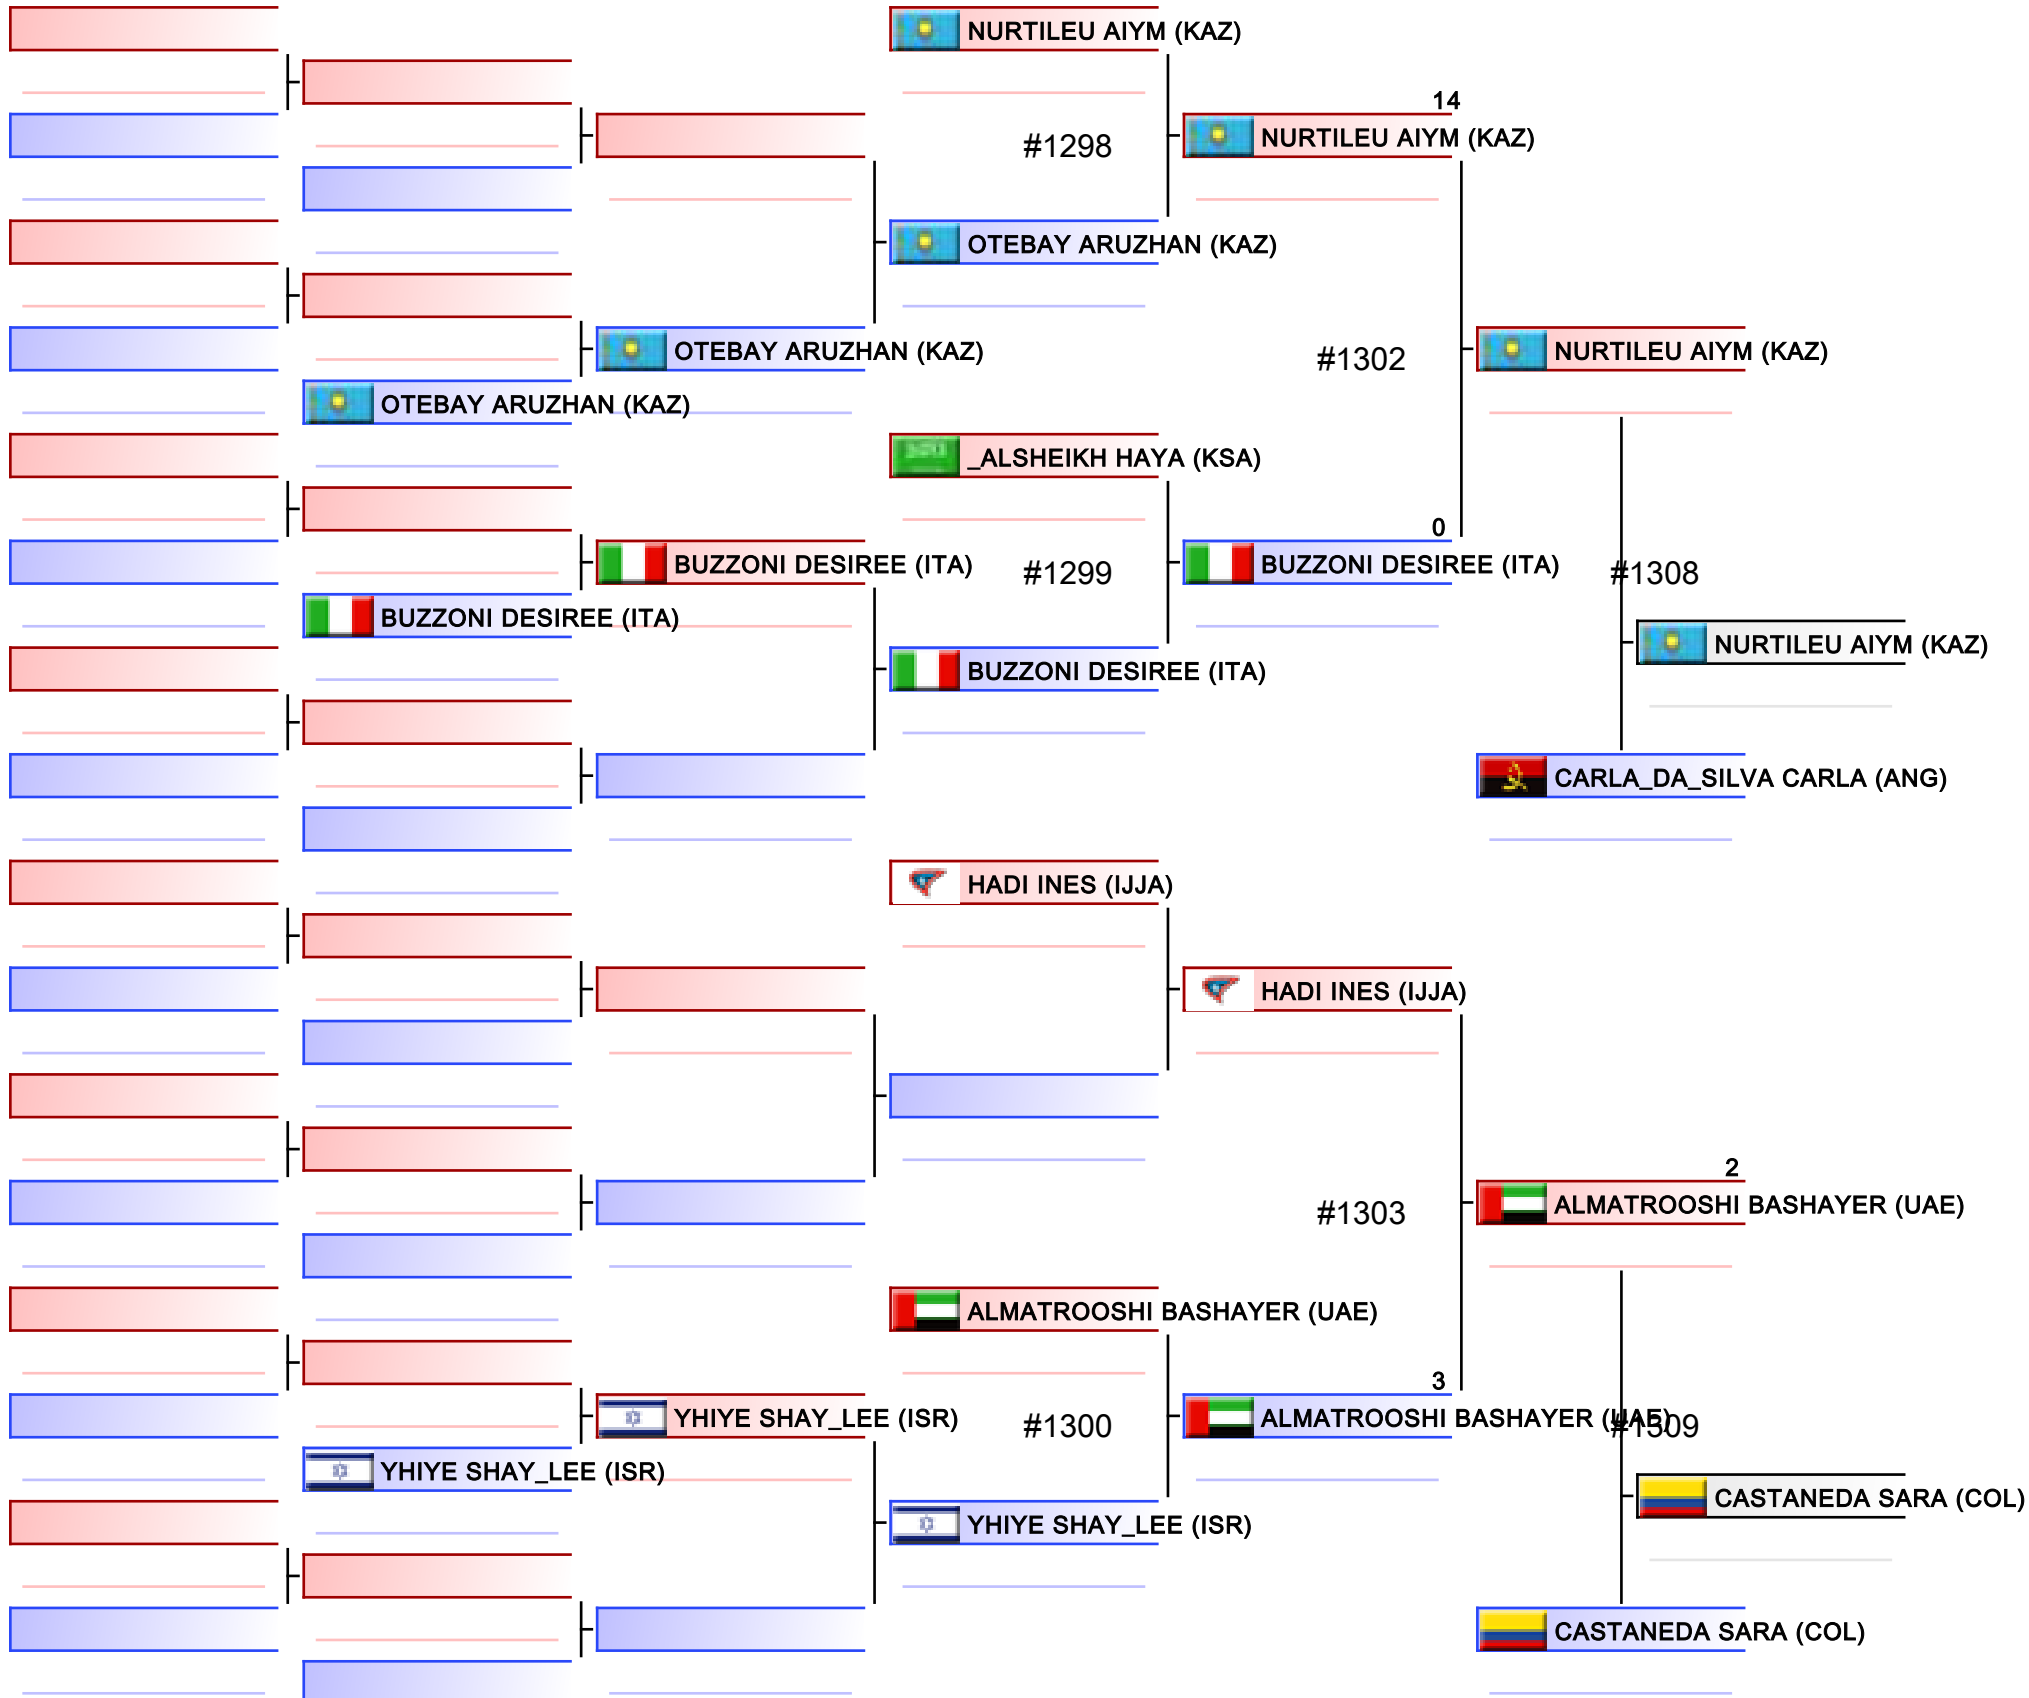 NURTILEU AIYM (KAZ)
14
#1298
NURTILEU AIYM (KAZ)
OTEBAY ARUZHAN (KAZ)
OTEBAY ARUZHAN (KAZ)
#1302
NURTILEU AIYM (KAZ)
OTEBAY ARUZHAN (KAZ)
_ALSHEIKH HAYA (KSA)
0
BUZZONI DESIREE (ITA)
#1299
BUZZONI DESIREE (ITA)
#1308
BUZZONI DESIREE (ITA)
NURTILEU AIYM (KAZ)
BUZZONI DESIREE (ITA)
CARLA_DA_SILVA CARLA (ANG)
HADI INES (IJJA)
HADI INES (IJJA)
2
#1303
ALMATROOSHI BASHAYER (UAE)
ALMATROOSHI BASHAYER (UAE)
3
YHIYE SHAY_LEE (ISR)
#1300
ALMATROOSHI BASHAYER (UAE)
#1309
YHIYE SHAY_LEE (ISR)
CASTANEDA SARA (COL)
YHIYE SHAY_LEE (ISR)
CASTANEDA SARA (COL)